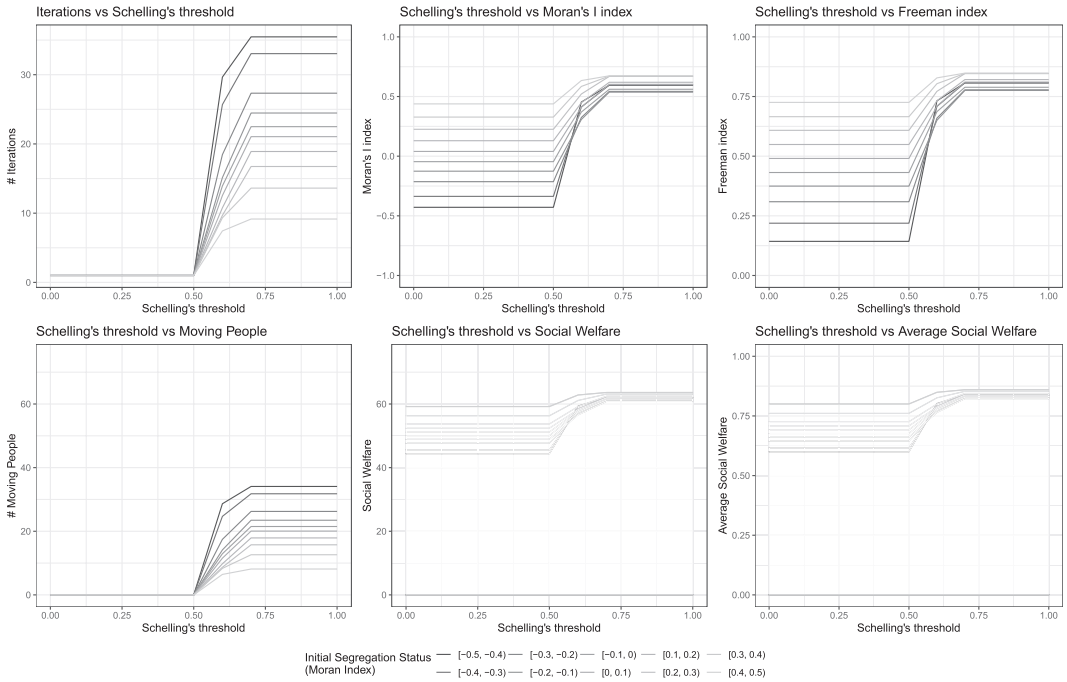 Iterations vs Schelling's threshold
# Iterations
30
20
10
0
0.00 0.25 0.50 0.75 1.00
Schelling's threshold
Schelling's threshold vs Moran's I index
Moran's I index
1.0
0.5
0.0
−0.5
−1.0
0.00 0.25 0.50 0.75 1.00
Schelling's threshold
Schelling's threshold vs Freeman index
Freeman index
1.00
0.75
0.50
0.25
0.00
0.00 0.25 0.50 0.75 1.00
Schelling's threshold
Schelling's threshold vs Moving People
# Moving People
60
40
20
0
0.00 0.25 0.50 0.75 1.00
Schelling's threshold
Schelling's threshold vs Social Welfare
Social Welfare
60
40
20
0
0.00 0.25 0.50 0.75 1.00
Schelling's threshold
Schelling's threshold vs Average Social Welfare
Average Social Welfare
1.00
0.75
0.50
0.25
0.00
0.00 0.25 0.50 0.75 1.00
Schelling's threshold
Initial Segregation Status
(Moran Index)
[−0.5, −0.4) [−0.3, −0.2) [−0.1, 0) [0.1, 0.2) [0.3, 0.4)
[−0.4, −0.3) [−0.2, −0.1) [0, 0.1) [0.2, 0.3) [0.4, 0.5)